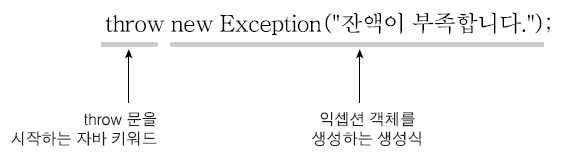 throw new Exception("잔액이 부족합니다.");
throw 문을
시작하는 자바 키워드
익셉션 객체를
생성하는 생성식